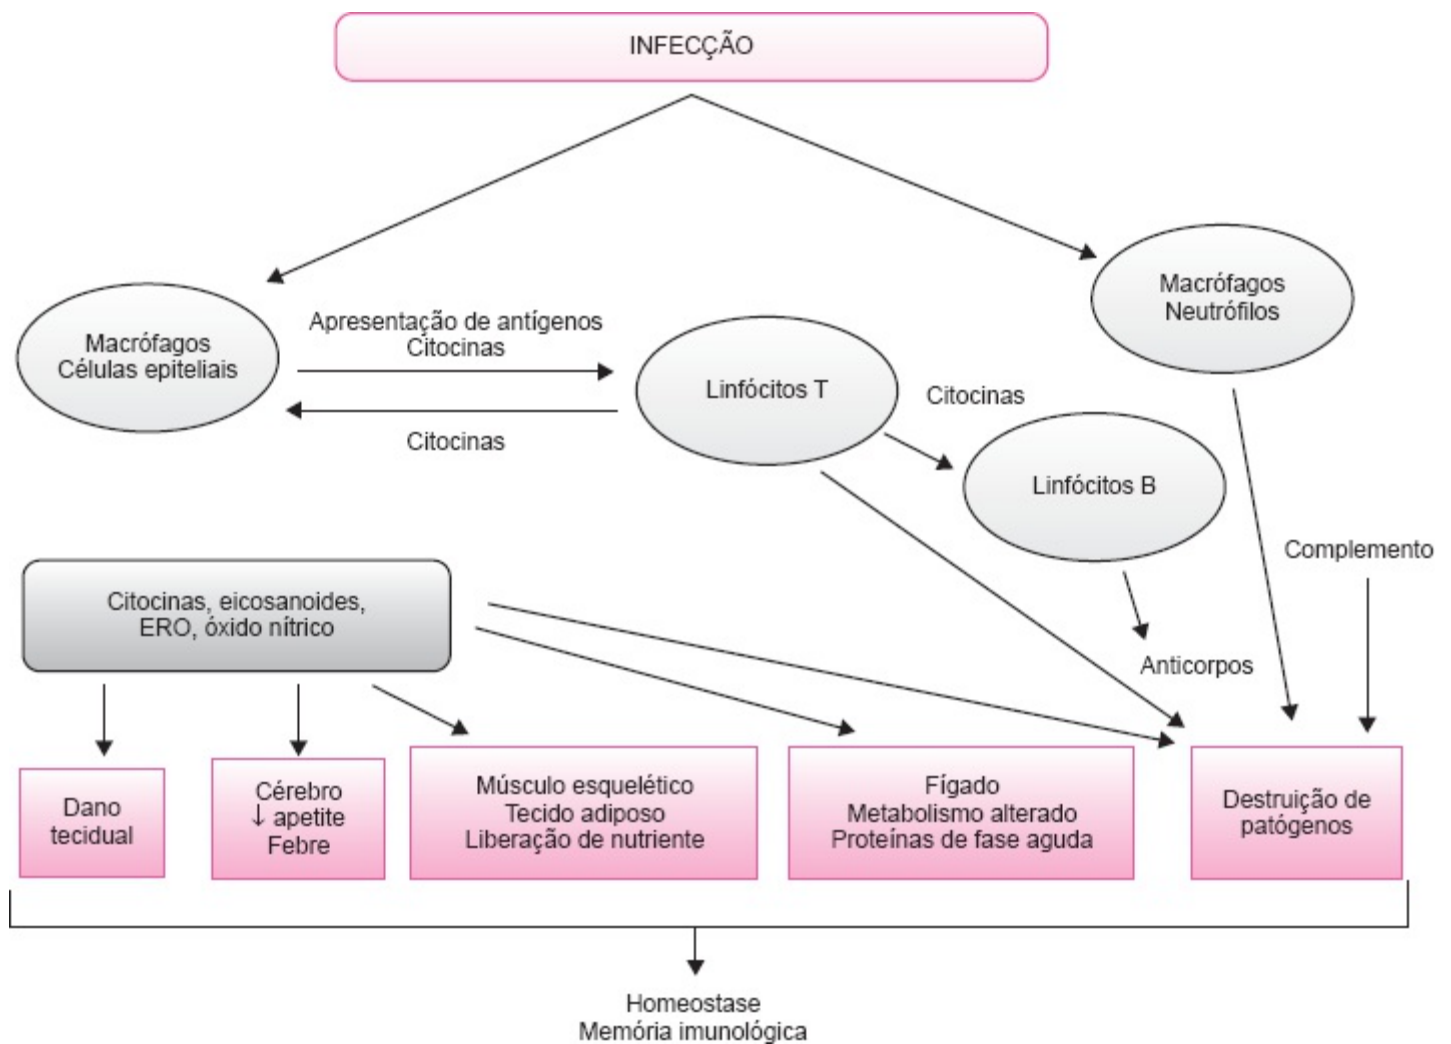 INFECÇÃO
Macrófagos
Neutrófilos
Macrófagos
Células epiteliais
Apresentação de antígenos
Citocinas
Citocinas
Linfócitos T
Citocinas
Linfócitos B
Complemento
Anticorpos
Citocinas, eicosanoides,
ERO, óxido nítrico
Dano
tecidual
Cérebro
↓ apetite
Febre
Músculo esquelético
Tecido adiposo
Liberação de nutriente
Fígado
Metabolismo alterado
Proteínas de fase aguda
Destruição de
patógenos
Homeostase
Memória imunológica